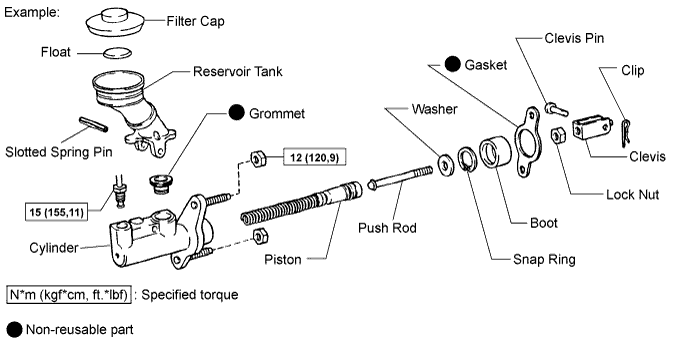 Example:
Filter Cap
Float
Reservoir Tank
Grommet
Slotted Spring Pin
12 (120,9)
15 (155,11)
Cylinder
Piston
Push Rod
Washer
Gasket
Clevis Pin
Clip
Clevis
Lock Nut
Boot
Snap Ring
N*m (kgf*cm, ft.*lbf) : Specified torque
Non-reusable part